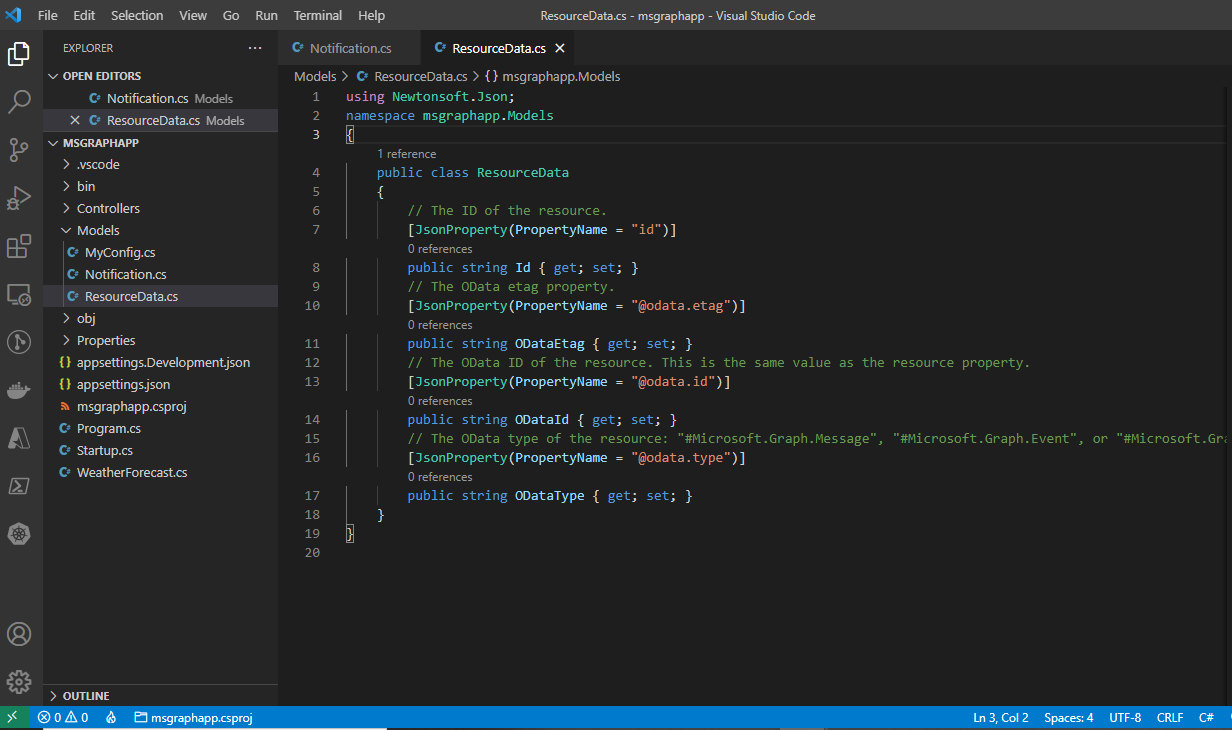 File Edit Selection View Go Run Terminal Help
ResourceData.cs - msgraphapp - Visual Studio Code
EXPLORER
OPEN EDITORS
Notification.cs Models
ResourceData.cs Models
MSGRAPHAPP
.vscode
bin
Controllers
Models
MyConfig.cs
Notification.cs
ResourceData.cs
obj
Properties
appsettings.Development.json
appsettings.json
msgraphapp.csproj
Program.cs
Startup.cs
WeatherForecast.cs
OUTLINE
Notification.cs
ResourceData.cs
Models > ResourceData.cs > {} msgraphapp.Models
1 using Newtonsoft.Json;
2 namespace msgraphapp.Models
3 {
1 reference
4 public class ResourceData
5 {
6 // The ID of the resource.
7 [JsonProperty(PropertyName = "id")]
0 references
8 public string Id { get; set; }
9 // The OData etag property.
10 [JsonProperty(PropertyName = "@odata.etag")]
0 references
11 public string ODataEtag { get; set; }
12 // The OData ID of the resource. This is the same value as the resource property.
13 [JsonProperty(PropertyName = "@odata.id")]
0 references
14 public string ODataId { get; set; }
15 // The OData type of the resource: "#Microsoft.Graph.Message", "#Microsoft.Graph.Event", or "#Microsoft.Gra
16 [JsonProperty(PropertyName = "@odata.type")]
0 references
17 public string ODataType { get; set; }
18 }
19 }
20
0 0 msgraphapp.csproj
Ln 3, Col 2 Spaces: 4 UTF-8 CRLF C#